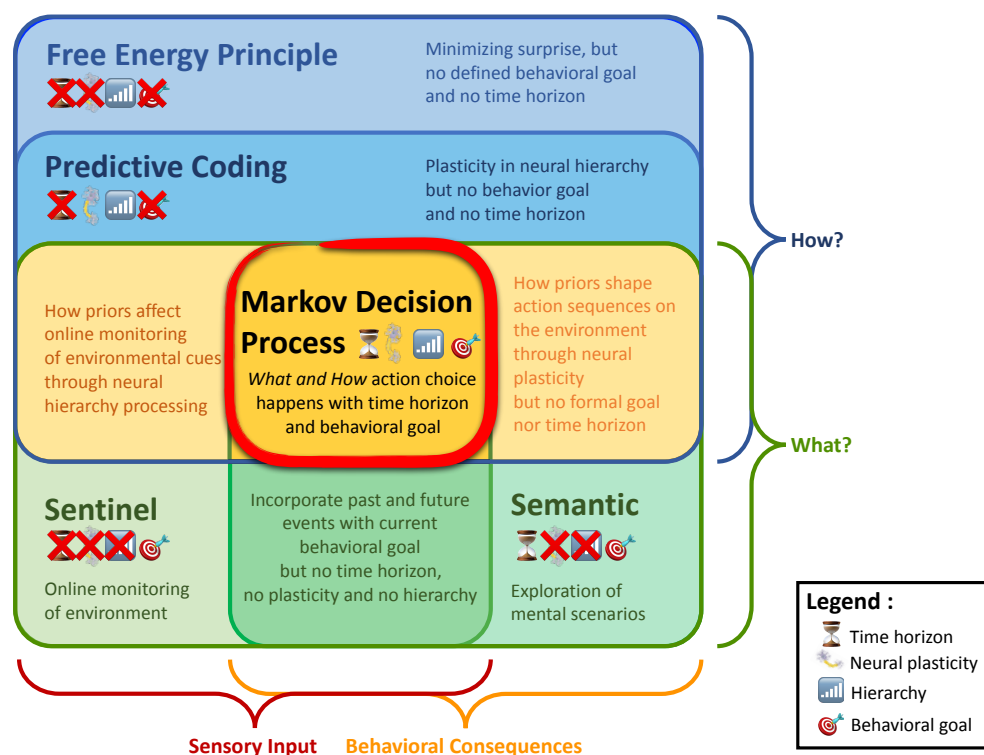 Free Energy Principle
Minimizing surprise, but
no defined behavioral goal
and no time horizon
Predictive Coding
Plasticity in neural hierarchy
but no behavior goal
and no time horizon
How?
How priors affect
online monitoring
of environmental cues
through neural
hierarchy processing
Markov Decision
Process
What and How action choice
happens with time horizon
and behavioral goal
How priors shape
action sequences on
the environment
through neural
plasticity
but no formal goal
nor time horizon
What?
Sentinel
Online monitoring
of environment
Incorporate past and future
events with current
behavioral goal
but no time horizon,
no plasticity and no hierarchy
Semantic
Exploration of
mental scenarios
Legend :
Time horizon
Neural plasticity
Hierarchy
Behavioral goal
Sensory Input
Behavioral Consequences